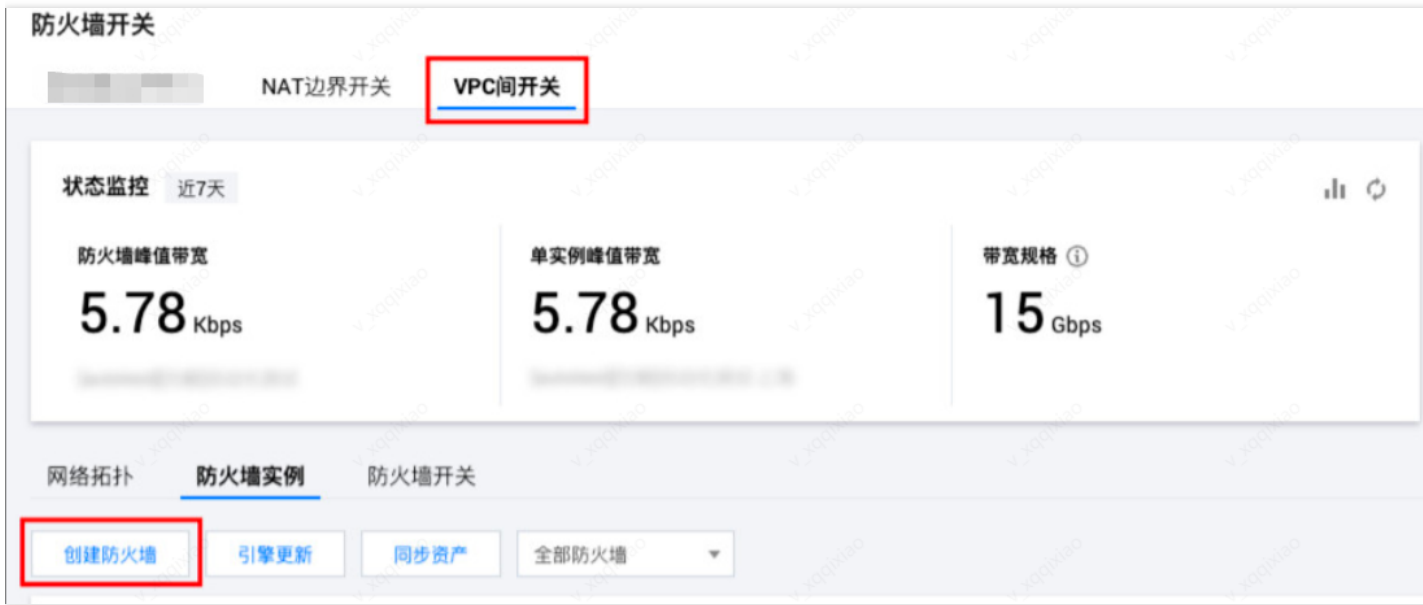 防火墙开关
NAT边界开关 VPC间开关
状态监控 近7天
防火墙峰值带宽 单实例峰值带宽 带宽规格
5.78 Kbps 5.78 Kbps 15 Gbps
网络拓扑 防火墙实例 防火墙开关
创建防火墙 引擎更新 同步资产 全部防火墙